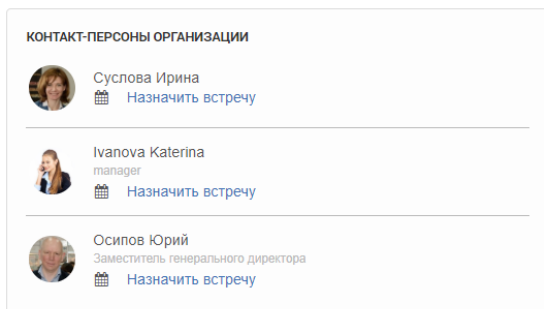 КОНТАКТ-ПЕРСОНЫ ОРГАНИЗАЦИИ
Суслова Ирина
Назначить встречу
Ivanova Katerina
manager
Назначить встречу
Осипов Юрий
Заместитель генерального директора
Назначить встречу